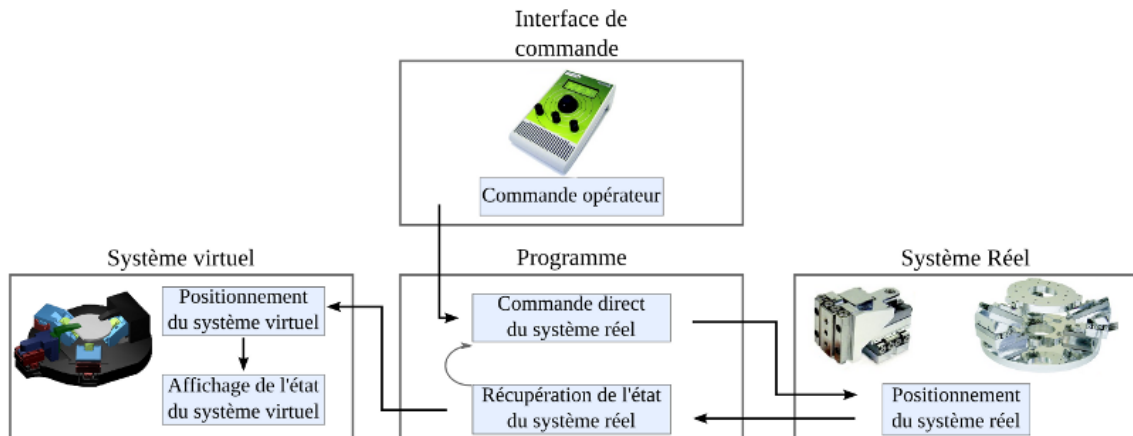 Interface de
commande
Commande opérateur
Système virtuel
Programme
Système Réel
Positionnement
du système virtuel
Affichage de l'état
du système virtuel
Commande direct
du système réel
Récupération de l'état
du système réel
Positionnement
du système réel